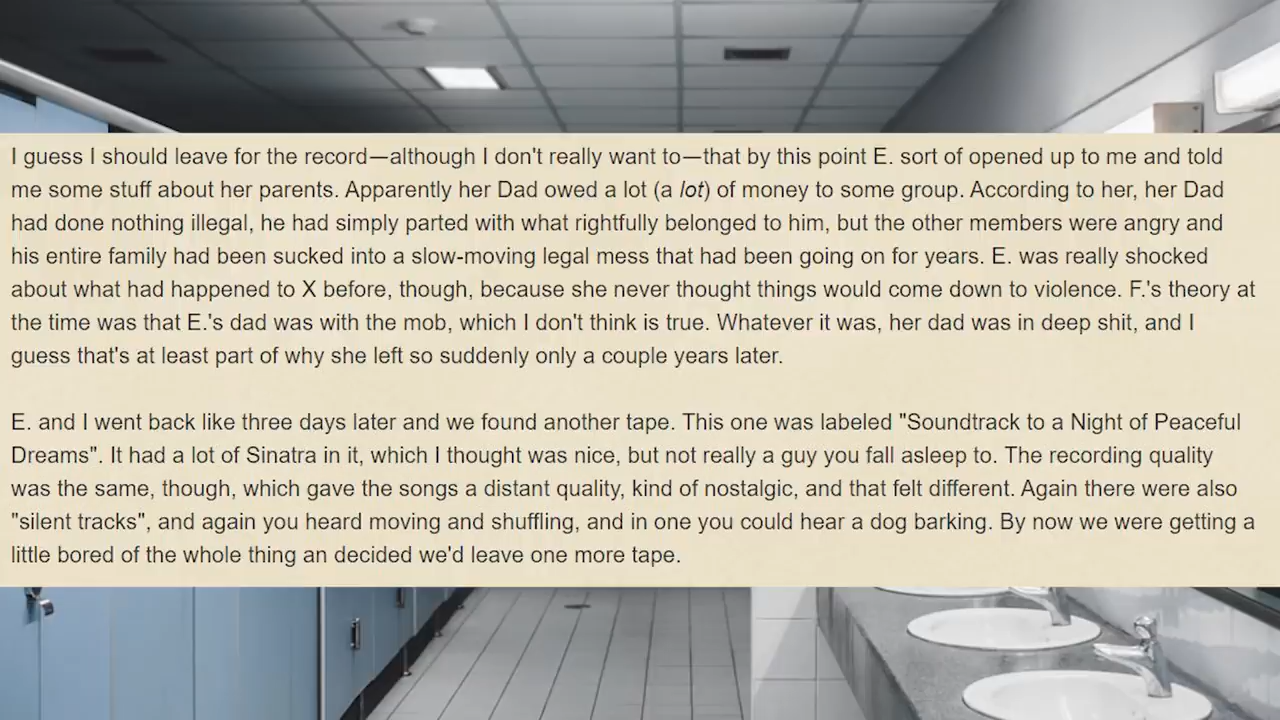 I guess I should leave for the record—although I don't really want to—that by this point E. sort of opened up to me and told
me some stuff about her parents. Apparently her Dad owed a lot (a lot) of money to some group. According to her, her Dad
had done nothing illegal, he had simply parted with what rightfully belonged to him, but the other members were angry and
his entire family had been sucked into a slow-moving legal mess that had been going on for years. E. was really shocked
about what had happened to X before, though, because she never thought things would come down to violence. F.'s theory at
the time was that E.'s dad was with the mob, which I don't think is true. Whatever it was, her dad was in deep shit, and I
guess that's at least part of why she left so suddenly only a couple years later.
E. and I went back like three days later and we found another tape. This one was labeled "Soundtrack to a Night of Peaceful
Dreams". It had a lot of Sinatra in it, which I thought was nice, but not really a guy you fall asleep to. The recording quality
was the same, though, which gave the songs a distant quality, kind of nostalgic, and that felt different. Again there were also
"silent tracks", and again you heard moving and shuffling, and in one you could hear a dog barking. By now we were getting a
little bored of the whole thing an decided we'd leave one more tape.